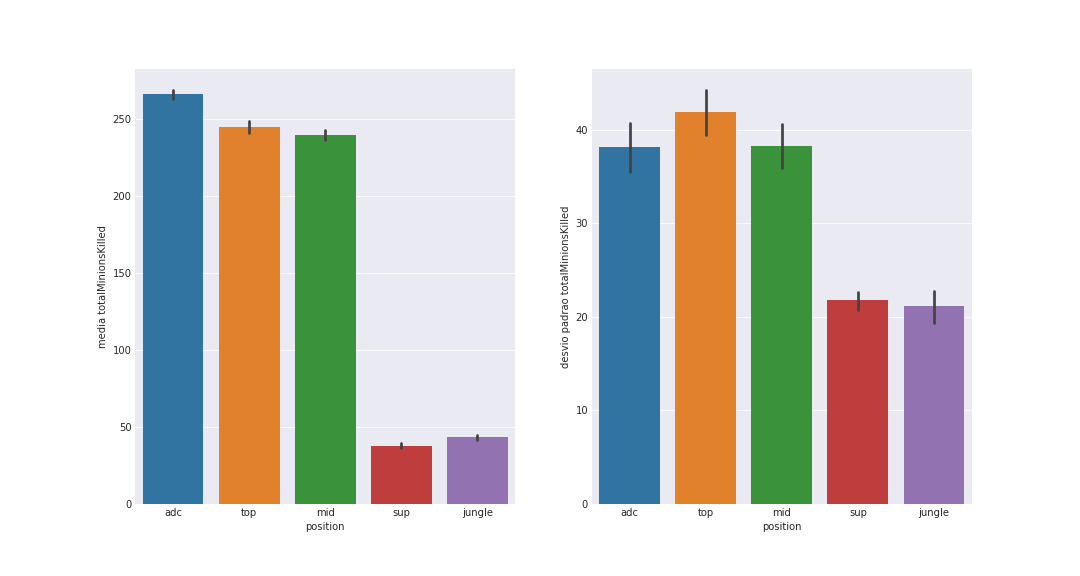 media totalMinionsKilled
250
200
150
100
50
0
adc top mid sup jungle
position
desvio padrao totalMinionsKilled
40
30
20
10
0
adc top mid sup jungle
position